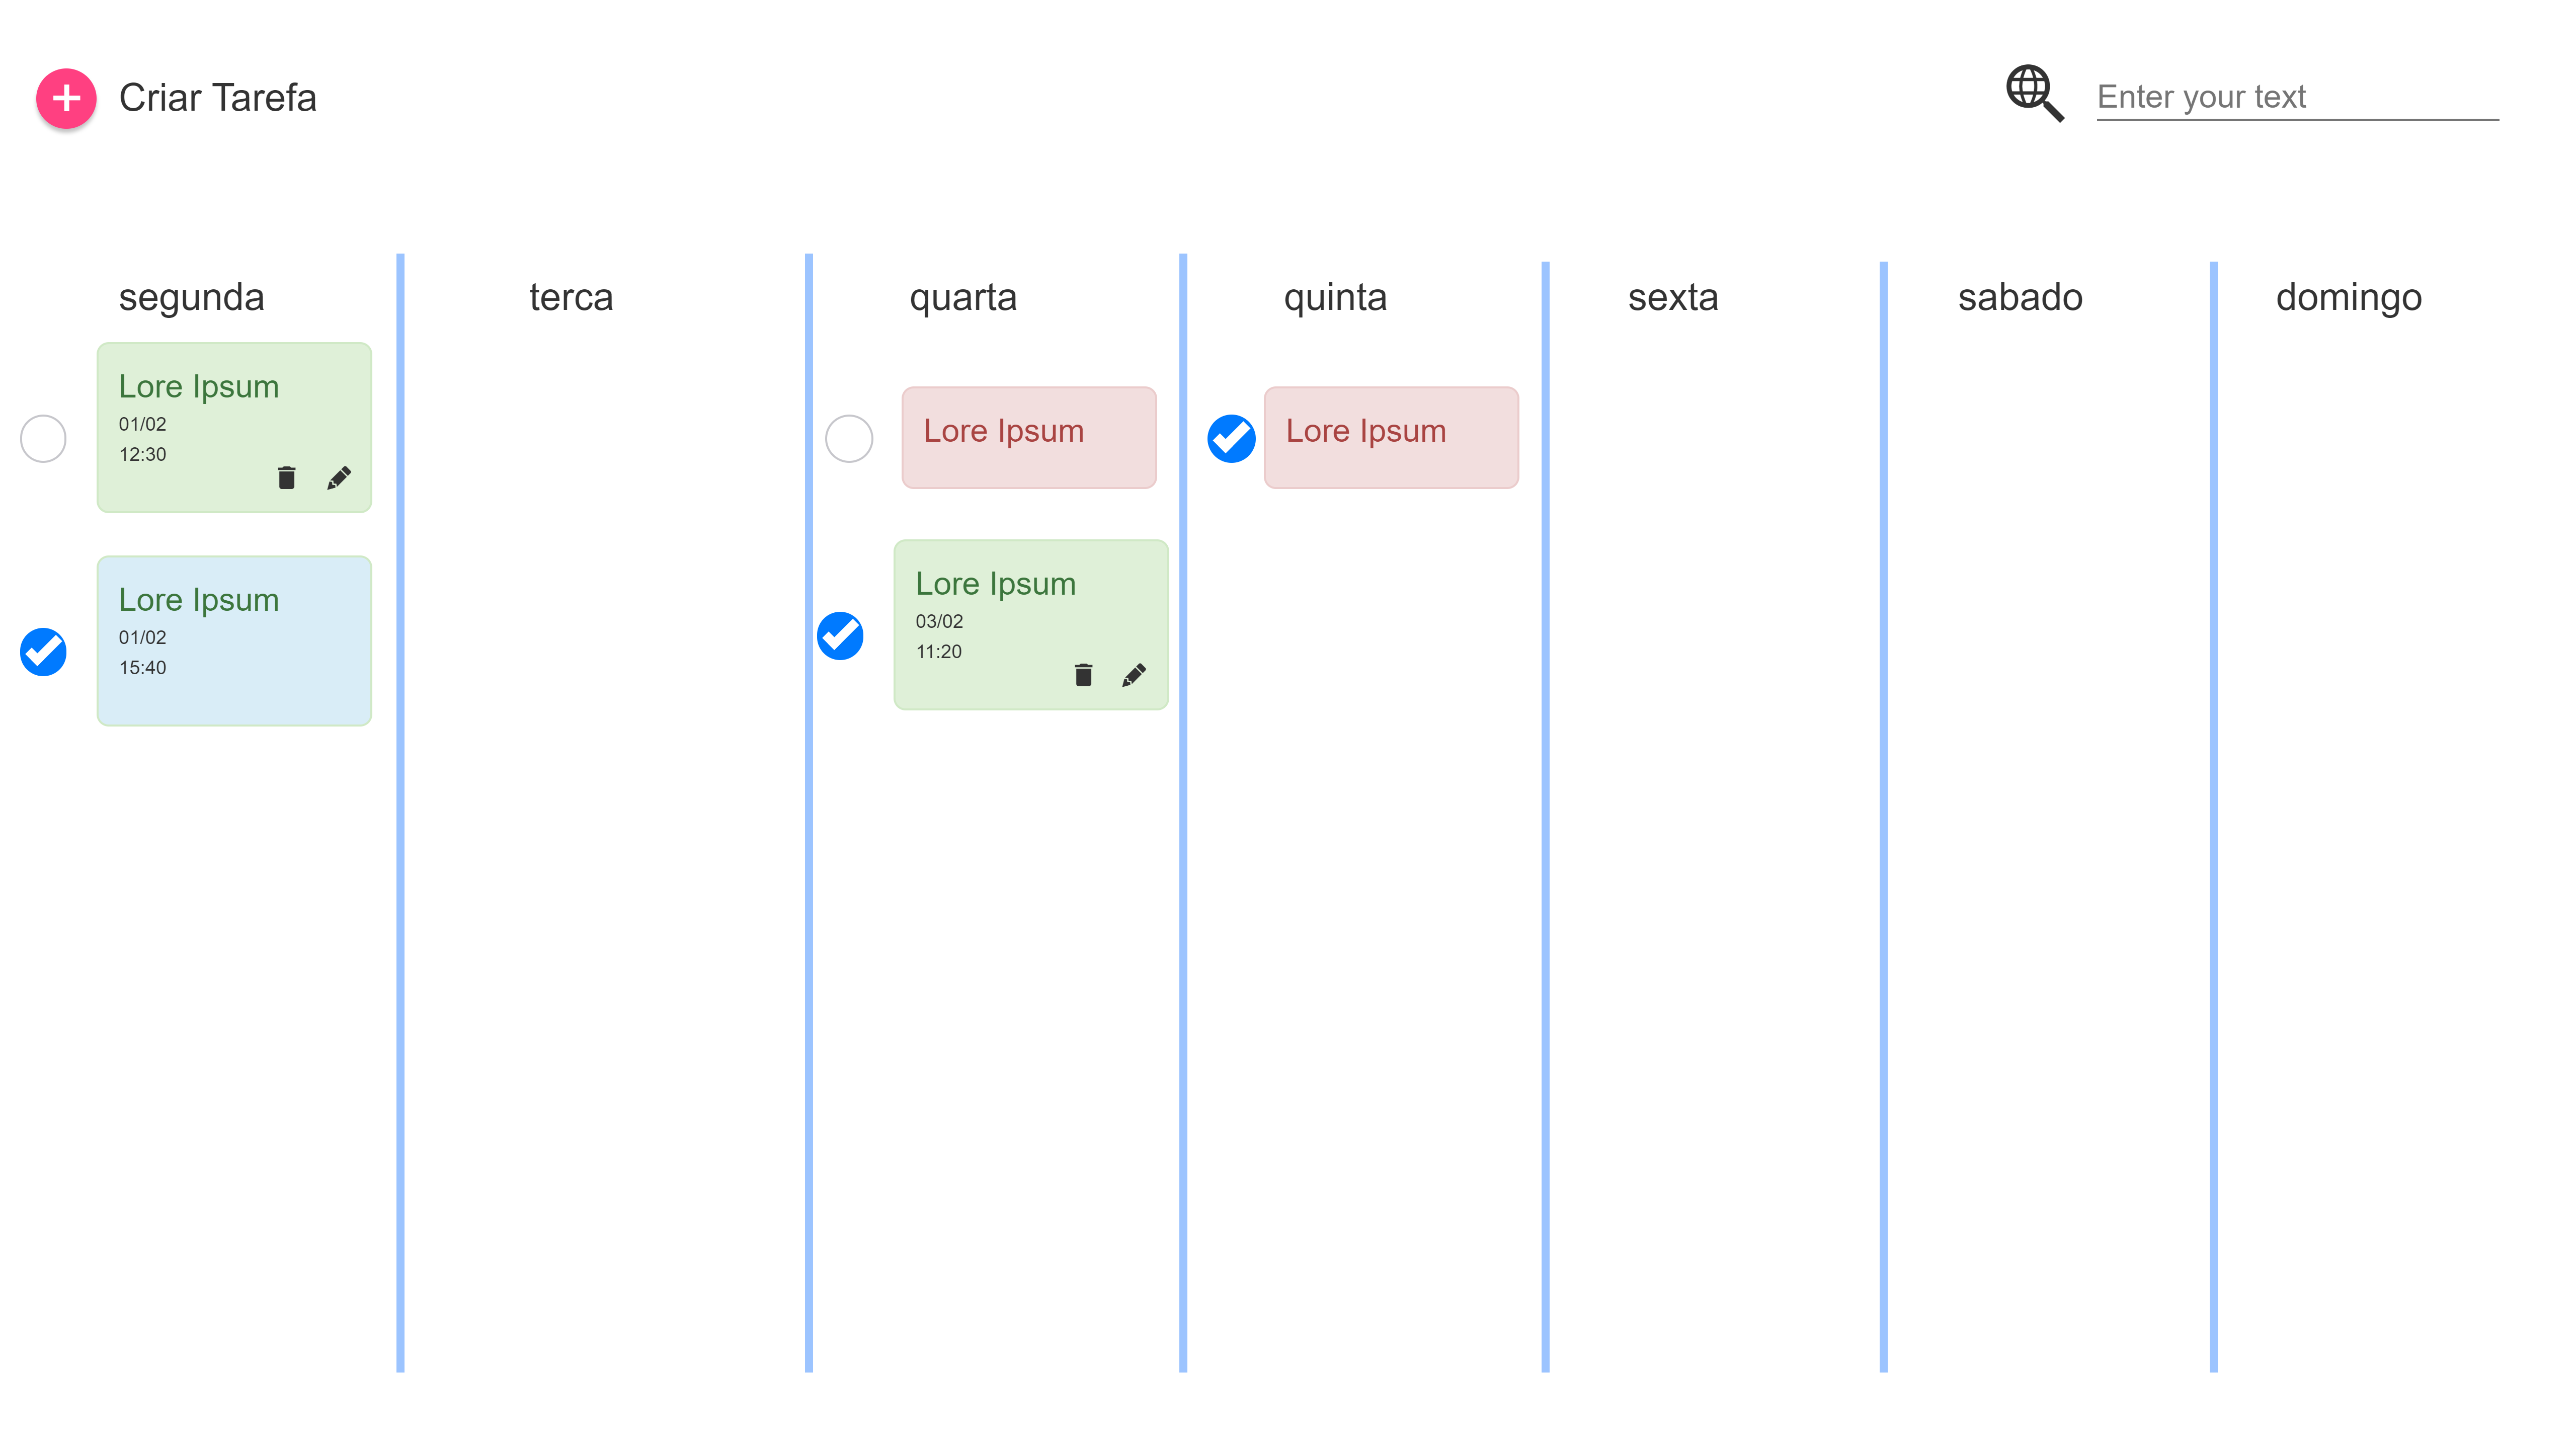 Criar Tarefa
Enter your text
segunda
terca
quarta
quinta
sexta
sabado
domingo
Lore Ipsum
01/02
12:30
Lore Ipsum
01/02
15:40
Lore Ipsum
Lore Ipsum
03/02
11:20
Lore Ipsum